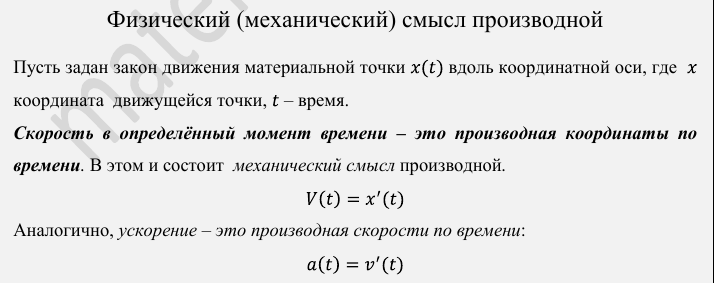 Физический (механический) смысл производной
Пусть задан закон движения материальной точки x(t) вдоль координатной оси, где x
координата движущейся точки, t – время.
Скорость в определённый момент времени – это производная координаты по
времени. В этом и состоит механический смысл производной.
V(t) = x′(t)
Аналогично, ускорение – это производная скорости по времени:
a(t) = v′(t)